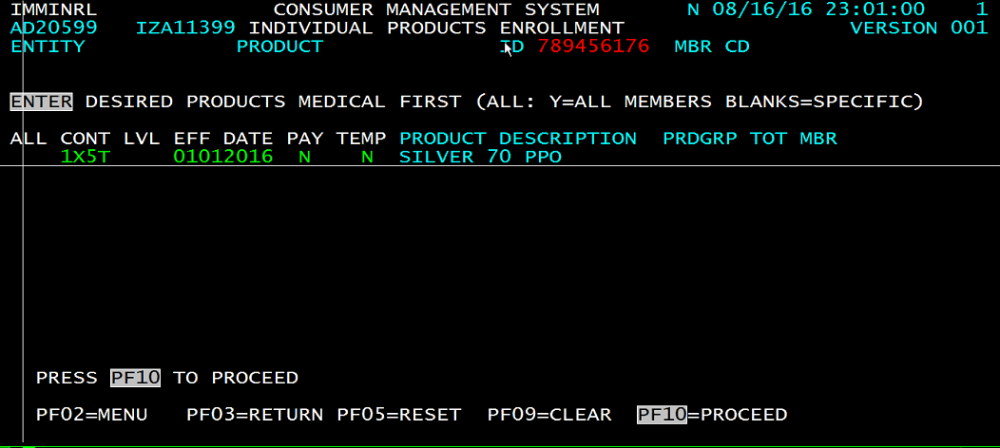 IMMINRL CONSUMER MANAGEMENT SYSTEM N 08/16/16 23:01:00 1
AD20599 IZA11399 INDIVIDUAL PRODUCTS ENROLLMENT VERSION 001
ENTITY PRODUCT ID 789456176 MBR CD
ENTER DESIRED PRODUCTS MEDICAL FIRST (ALL: Y=ALL MEMBERS BLANKS=SPECIFIC)
ALL CONT LVL EFF DATE PAY TEMP PRODUCT DESCRIPTION PRDGRP TOT MBR
1X5T 01012016 N N SILVER 70 PPO
PRESS PF10 TO PROCEED
PF02=MENU PF03=RETURN PF05=RESET PF09=CLEAR PF10=PROCEED